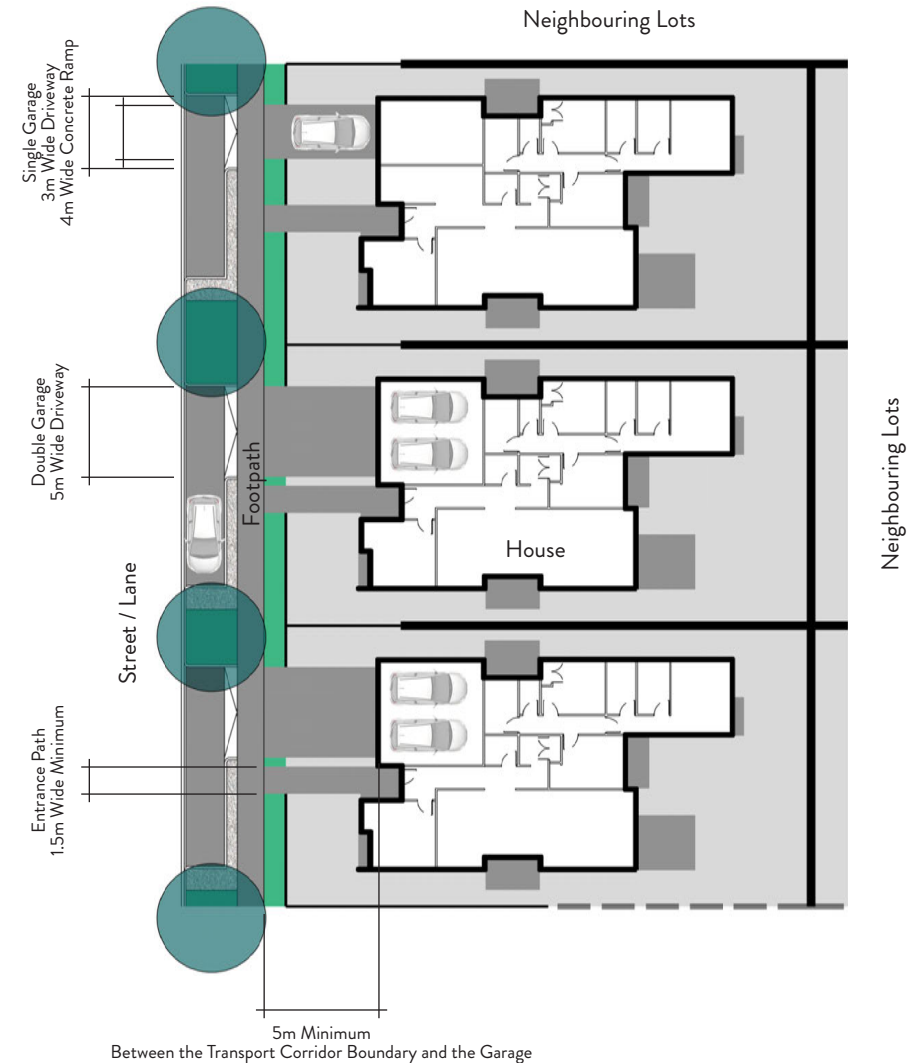 Neighbouring Lots
Single Garage
3m Wide Driveway
4m Wide Concrete Ramp
Double Garage
5m Wide Driveway
Footpath
House
Neighbouring Lots
Street / Lane
Entrance Path
1.5m Wide Minimum
5m Minimum
Between the Transport Corridor Boundary and the Garage